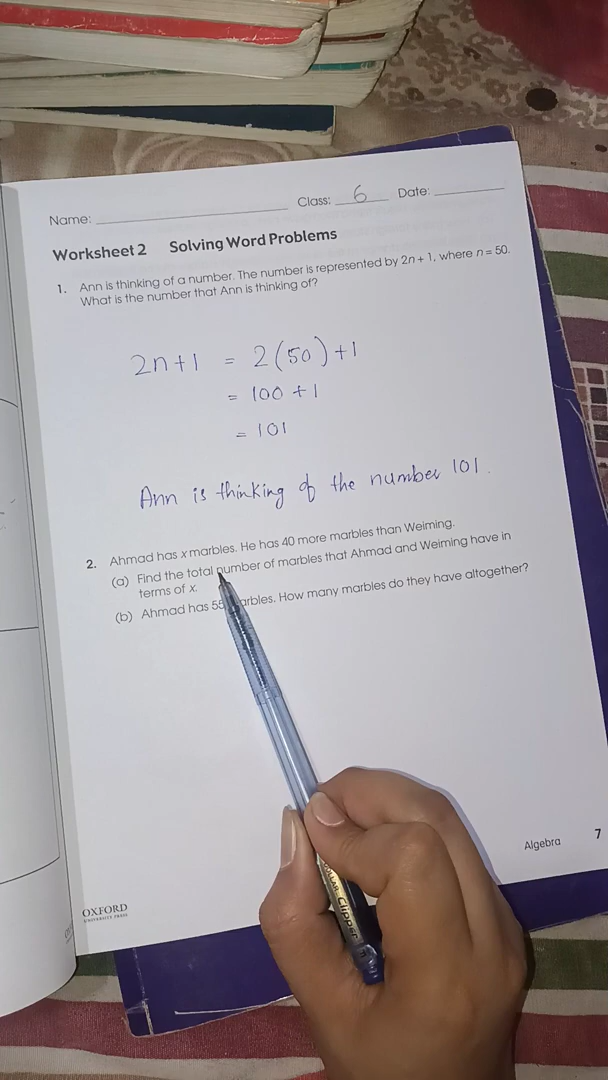 Name:
Class: 6 Date:
Worksheet 2 Solving Word Problems
1. Ann is thinking of a number. The number is represented by 2n + 1, where n = 50.
What is the number that Ann is thinking of?
2n+1 = 2(50)+1
= 100 + 1
= 101
Ann is thinking of the number 101.
2. Ahmad has x marbles. He has 40 more marbles than Weiming.
(a) Find the total number of marbles that Ahmad and Weiming have in
terms of x.
(b) Ahmad has 55 marbles. How many marbles do they have altogether?
Algebra 7
OXFORD
UNIVERSITY PRESS
Clipper